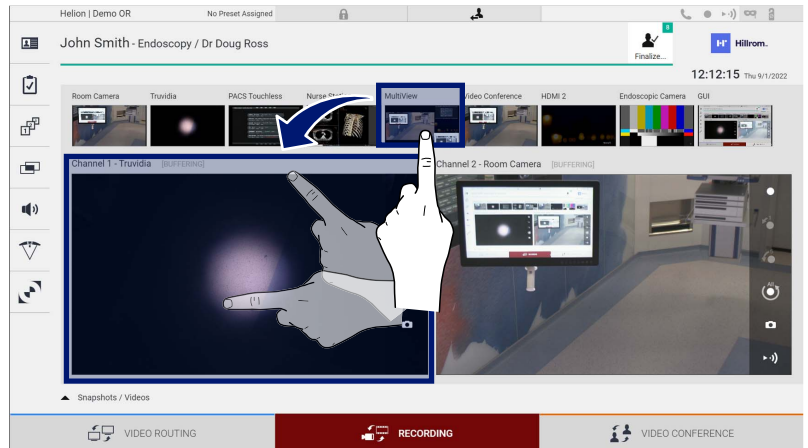 Helion | Demo OR
No Preset Assigned
John Smith - Endoscopy / Dr Doug Ross
8
Finalize...
H-r Hillrom.
12:12:15 Thu 9/1/2022
Room Camera
Truvidia
PACS Touchless
MultiView
Video Conference
HDMI 2
Endoscopic Camera
GUI
Channel 1 - Truvidia [BUFFERING]
Channel 2 - Room Camera [BUFFERING]
All
Snapshots / Videos
VIDEO ROUTING
RECORDING
VIDEO CONFERENCE